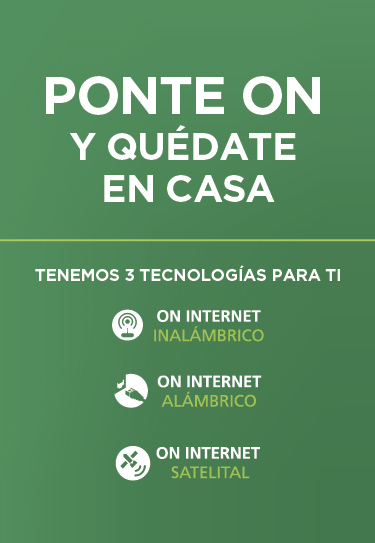 PONTE ON
Y QUÉDATE
EN CASA
TENEMOS 3 TECNOLOGÍAS PARA TI
ON INTERNET
INALÁMBRICO
ON INTERNET
ALÁMBRICO
ON INTERNET
SATELITAL